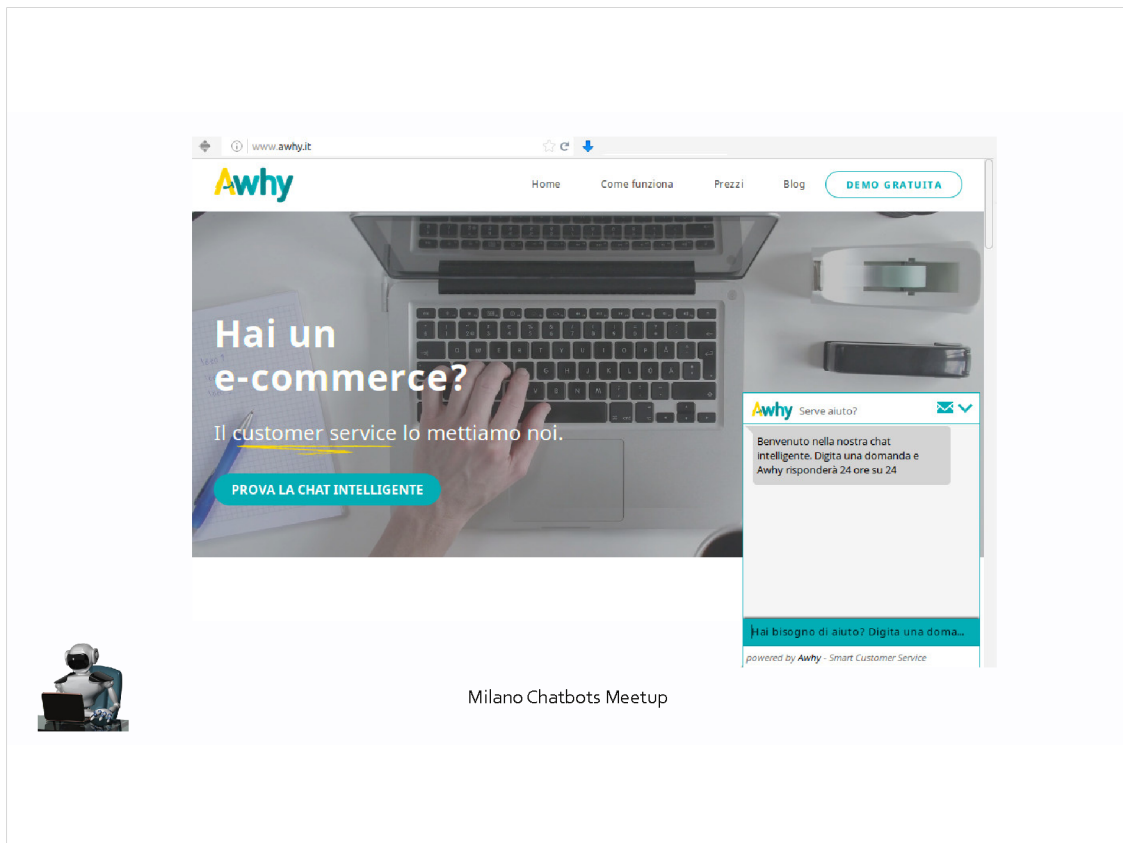 www.awhy.it
Awhy
Home Come funziona Prezzi Blog DEMO GRATUITA
Hai un
e-commerce?
Il customer service lo mettiamo noi.
PROVA LA CHAT INTELLIGENTE
Awhy Serve aiuto?
Benvenuto nella nostra chat
intelligente. Digita una domanda e
Awhy risponderà 24 ore su 24
Hai bisogno di aiuto? Digita una doma...
powered by Awhy - Smart Customer Service
Milano Chatbots Meetup